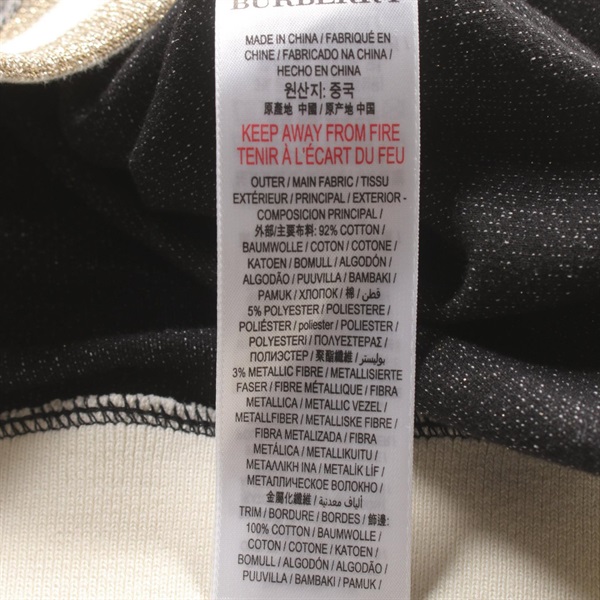 BURBERRY
MADE IN CHINA / FABRIQUÉ EN
CHINE / FABRICADO NA CHINA /
HECHO EN CHINA
원산지: 중국
原産地 中國 / 原产地 中国
KEEP AWAY FROM FIRE
TENIR À L'ÉCART DU FEU
OUTER / MAIN FABRIC / TISSU
EXTÉRIEUR / PRINCIPAL / EXTERIOR -
COMPOSICION PRINCIPAL /
外部/主要布料: 92% COTTON /
BAUMWOLLE / COTON / COTONE /
KATOEN / BOMULL / ALGODÓN /
ALGODÃO / PUUVILLA / BAMBAKI /
PAMUK / ХЛОПОК / 棉 / قطن /
5% POLYESTER / POLIESTERE /
POLIÉSTER / poliester / POLIESTER /
POLYESTERİ / ΠΟΛΥΕΣΤΕΡΑΣ /
ПОЛИЭСТЕР / 聚酯纖維 / بوليستر /
3% METALLIC FIBRE / METALLISIERTE
FASER / FIBRE MÉTALLIQUE / FIBRA
METALLICA / METALLIC VEZEL /
METALLFIBER / METALLISKE FIBRE /
FIBRA METALIZADA / FIBRA
METÁLICA / METALLIKUITU /
ΜΕΤΑΛΛΙΚΗ ΙΝΑ / METALİK LİF /
МЕТАЛЛИЧЕСКОЕ ВОЛОКНО /
金屬化纖維 / ألياف معدنية /
TRIM / BORDURE / BORDES / 飾邊:
100% COTTON / BAUMWOLLE /
COTON / COTONE / KATOEN /
BOMULL / ALGODÓN / ALGODÃO /
PUUVILLA / BAMBAKI / PAMUK /